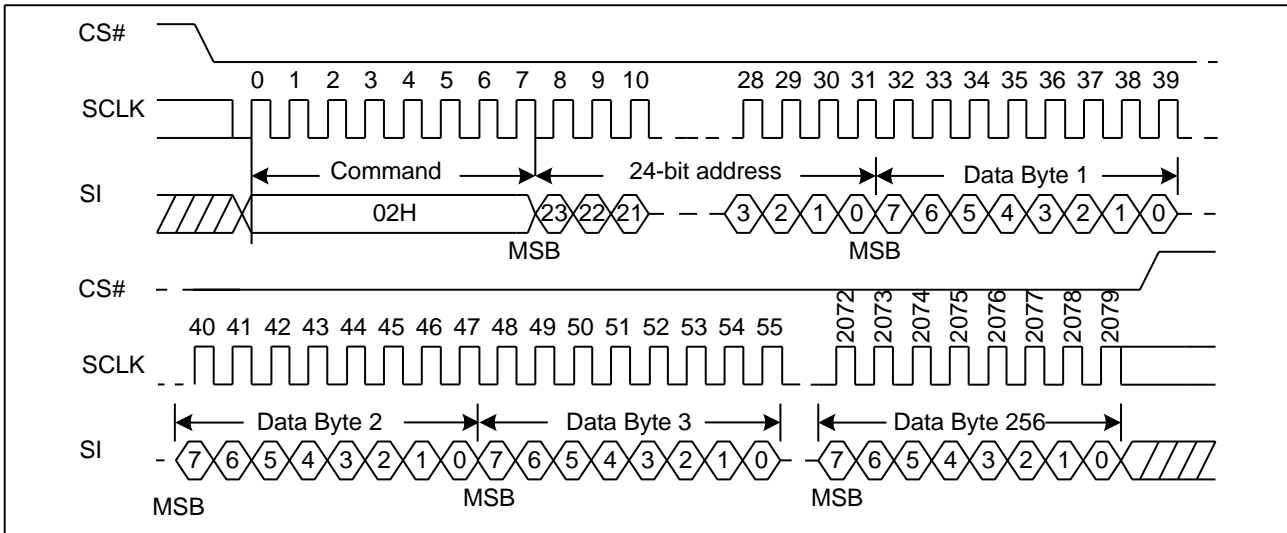 CS#
0 1 2 3 4 5 6 7 8 9 10 28 29 30 31 32 33 34 35 36 37 38 39
SCLK
Command 24-bit address Data Byte 1
SI
02H 23 22 21 3 2 1 0 7 6 5 4 3 2 1 0
MSB MSB
CS#
40 41 42 43 44 45 46 47 48 49 50 51 52 53 54 55 2072 2073 2074 2075 2076 2077 2078 2079
SCLK
Data Byte 2 Data Byte 3 Data Byte 256
SI
7 6 5 4 3 2 1 0 7 6 5 4 3 2 1 0 7 6 5 4 3 2 1 0
MSB MSB MSB